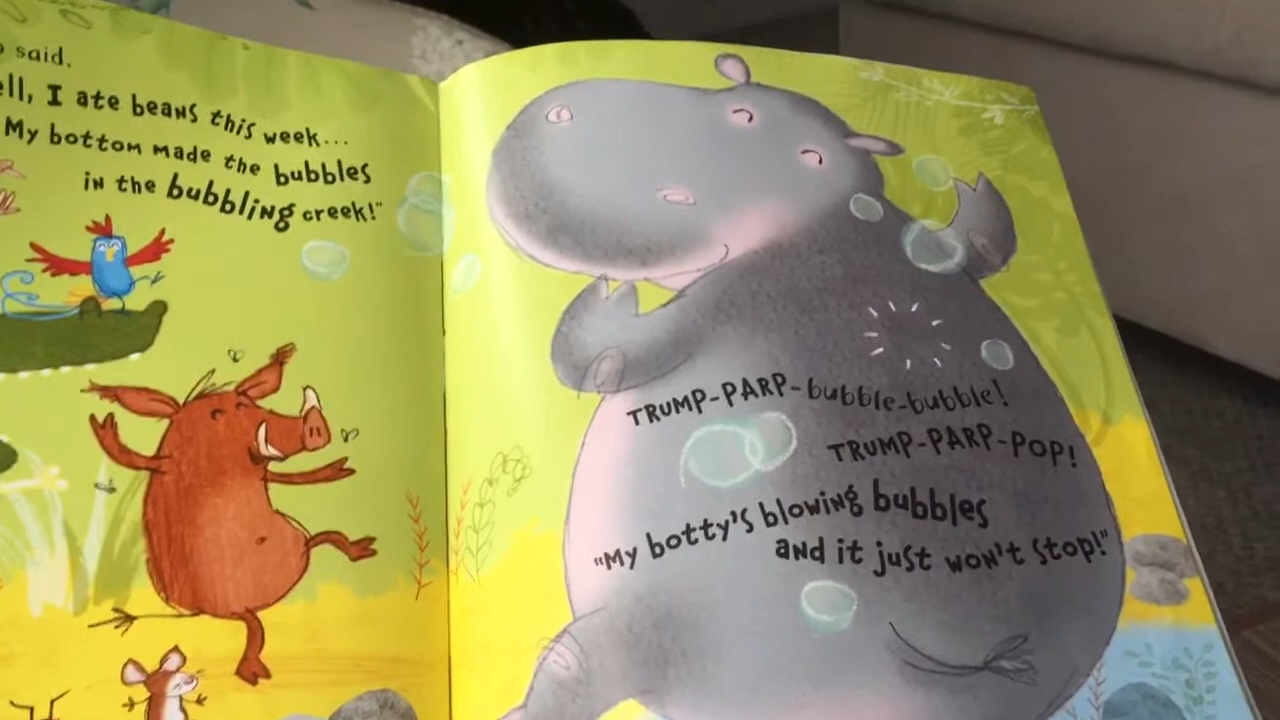 said.
I ate beans this week...
My bottom made the bubbles
in the bubbling creek!"
TRUMP-PARP-bubble-bubble!
TRUMP-PARP-POP!
"My botty's blowing bubbles
and it just won't stop!"